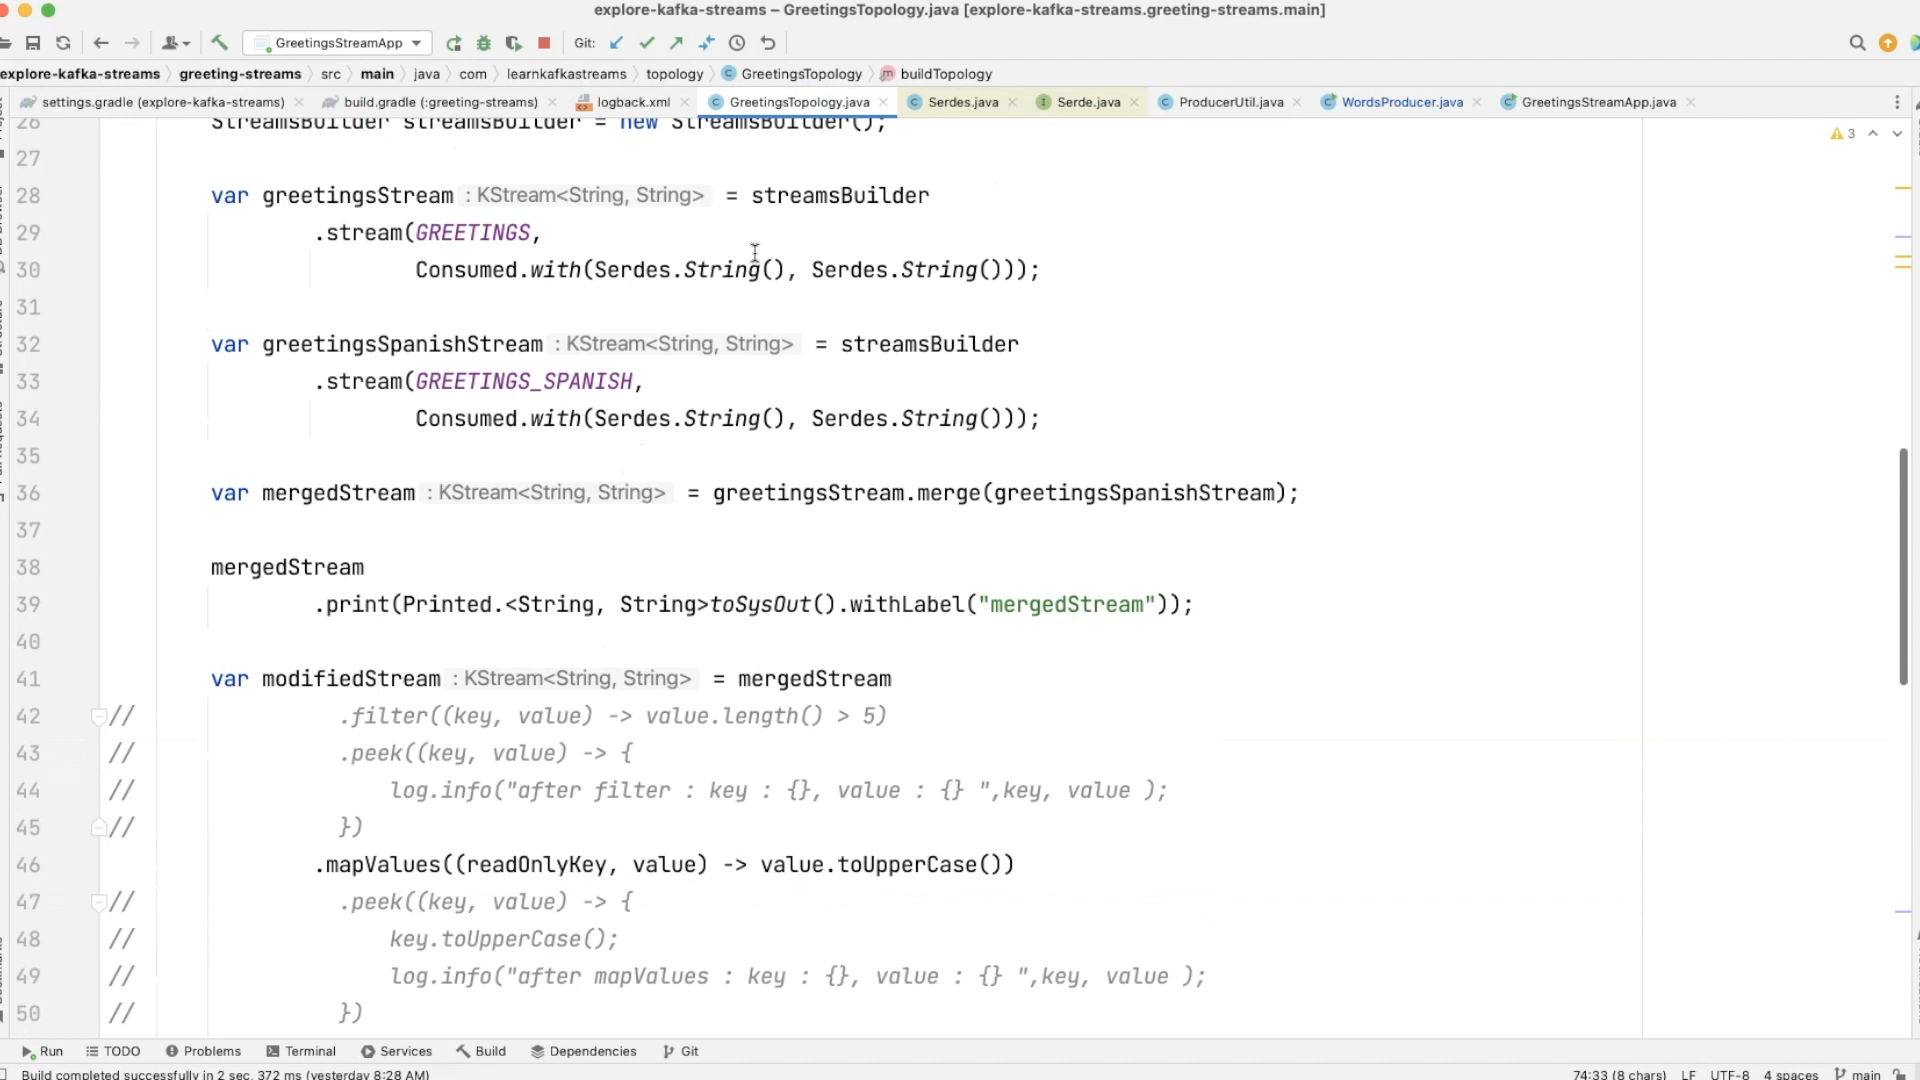 explore-kafka-streams – GreetingsTopology.java [explore-kafka-streams.greeting-streams.main]
GreetingsStreamApp Git:
explore-kafka-streams greeting-streams src main java com learnkafkastreams topology GreetingsTopology buildTopology
settings.gradle (explore-kafka-streams) build.gradle (:greeting-streams) logback.xml GreetingsTopology.java Serdes.java Serde.java ProducerUtil.java WordsProducer.java GreetingsStreamApp.java
26 StreamsBuilder streamsBuilder = new StreamsBuilder();
3
27
28 var greetingsStream : KStream<String, String> = streamsBuilder
29 .stream(GREETINGS,
30 Consumed.with(Serdes.String(), Serdes.String()));
31
32 var greetingsSpanishStream : KStream<String, String> = streamsBuilder
33 .stream(GREETINGS_SPANISH,
34 Consumed.with(Serdes.String(), Serdes.String()));
35
36 var mergedStream : KStream<String, String> = greetingsStream.merge(greetingsSpanishStream);
37
38 mergedStream
39 .print(Printed.<String, String>toSysOut().withLabel("mergedStream"));
40
41 var modifiedStream : KStream<String, String> = mergedStream
42 // .filter((key, value) -> value.length() > 5)
43 // .peek((key, value) -> {
44 // log.info("after filter : key : {}, value : {} ",key, value );
45 // })
46 .mapValues((readOnlyKey, value) -> value.toUpperCase())
47 // .peek((key, value) -> {
48 // key.toUpperCase();
49 // log.info("after mapValues : key : {}, value : {} ",key, value );
50 // })
Run TODO Problems Terminal Services Build Dependencies Git
Build completed successfully in 2 sec, 372 ms (yesterday 8:28 AM) 74:33 (8 chars) LF UTF-8 4 spaces main